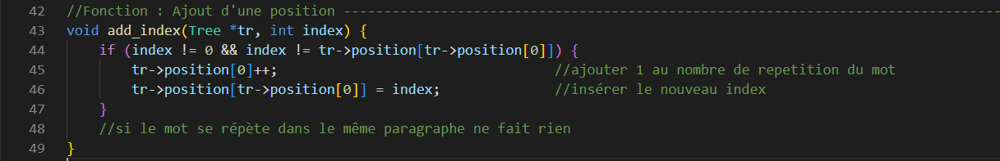 42 //Fonction : Ajout d'une position --------------------------------------------------------------------------------
43 void add_index(Tree *tr, int index) {
44     if (index != 0 && index != tr->position[tr->position[0]]) {
45         tr->position[0]++;                                  //ajouter 1 au nombre de repetition du mot
46         tr->position[tr->position[0]] = index;              //insérer le nouveau index
47     }
48     //si le mot se répète dans le même paragraphe ne fait rien
49 }